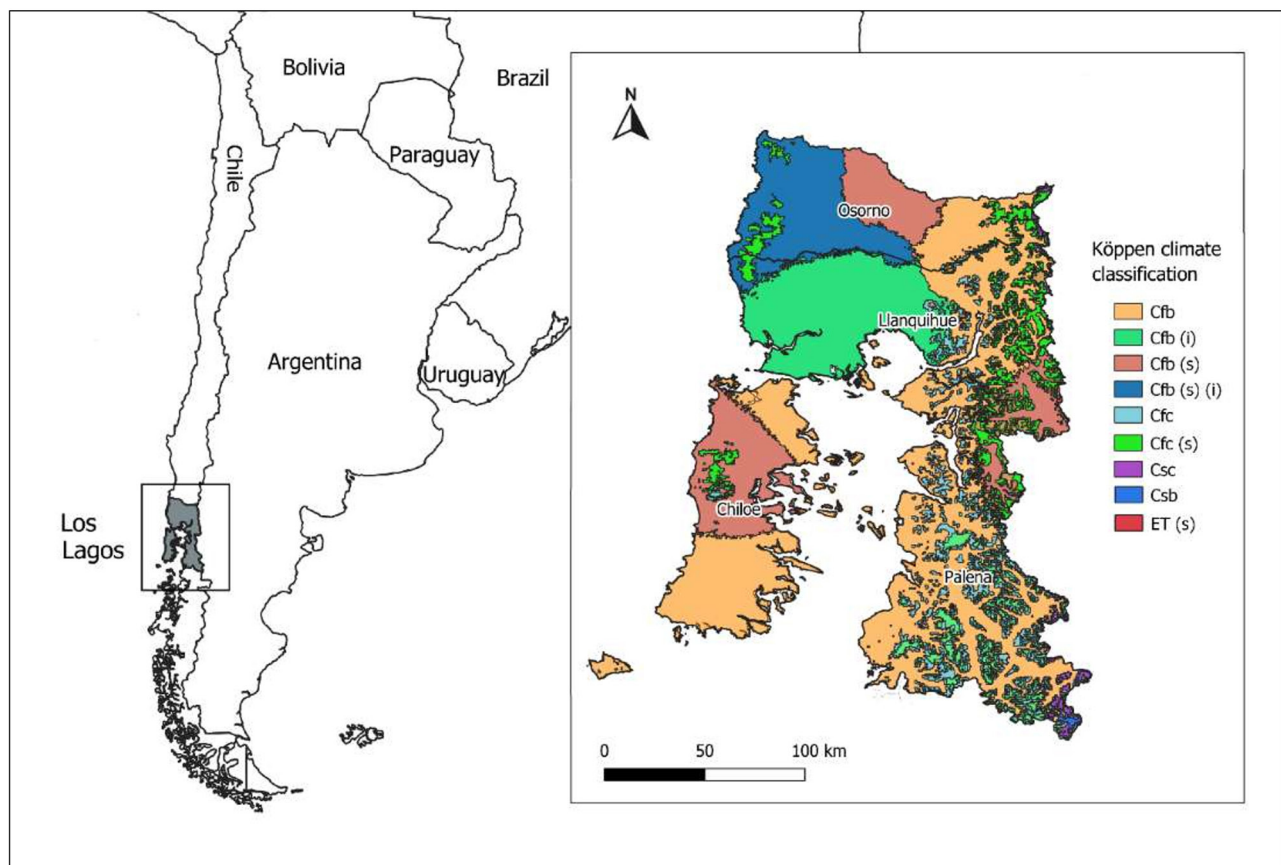 Bolivia
Brazil
Paraguay
Chile
Argentina
Uruguay
Los
Lagos
N
Osorno
Llanquihue
Chiloé
Palena
Köppen climate
classification
Cfb
Cfb (i)
Cfb (s)
Cfb (s) (i)
Cfc
Cfc (s)
Csc
Csb
ET (s)
0 50 100 km